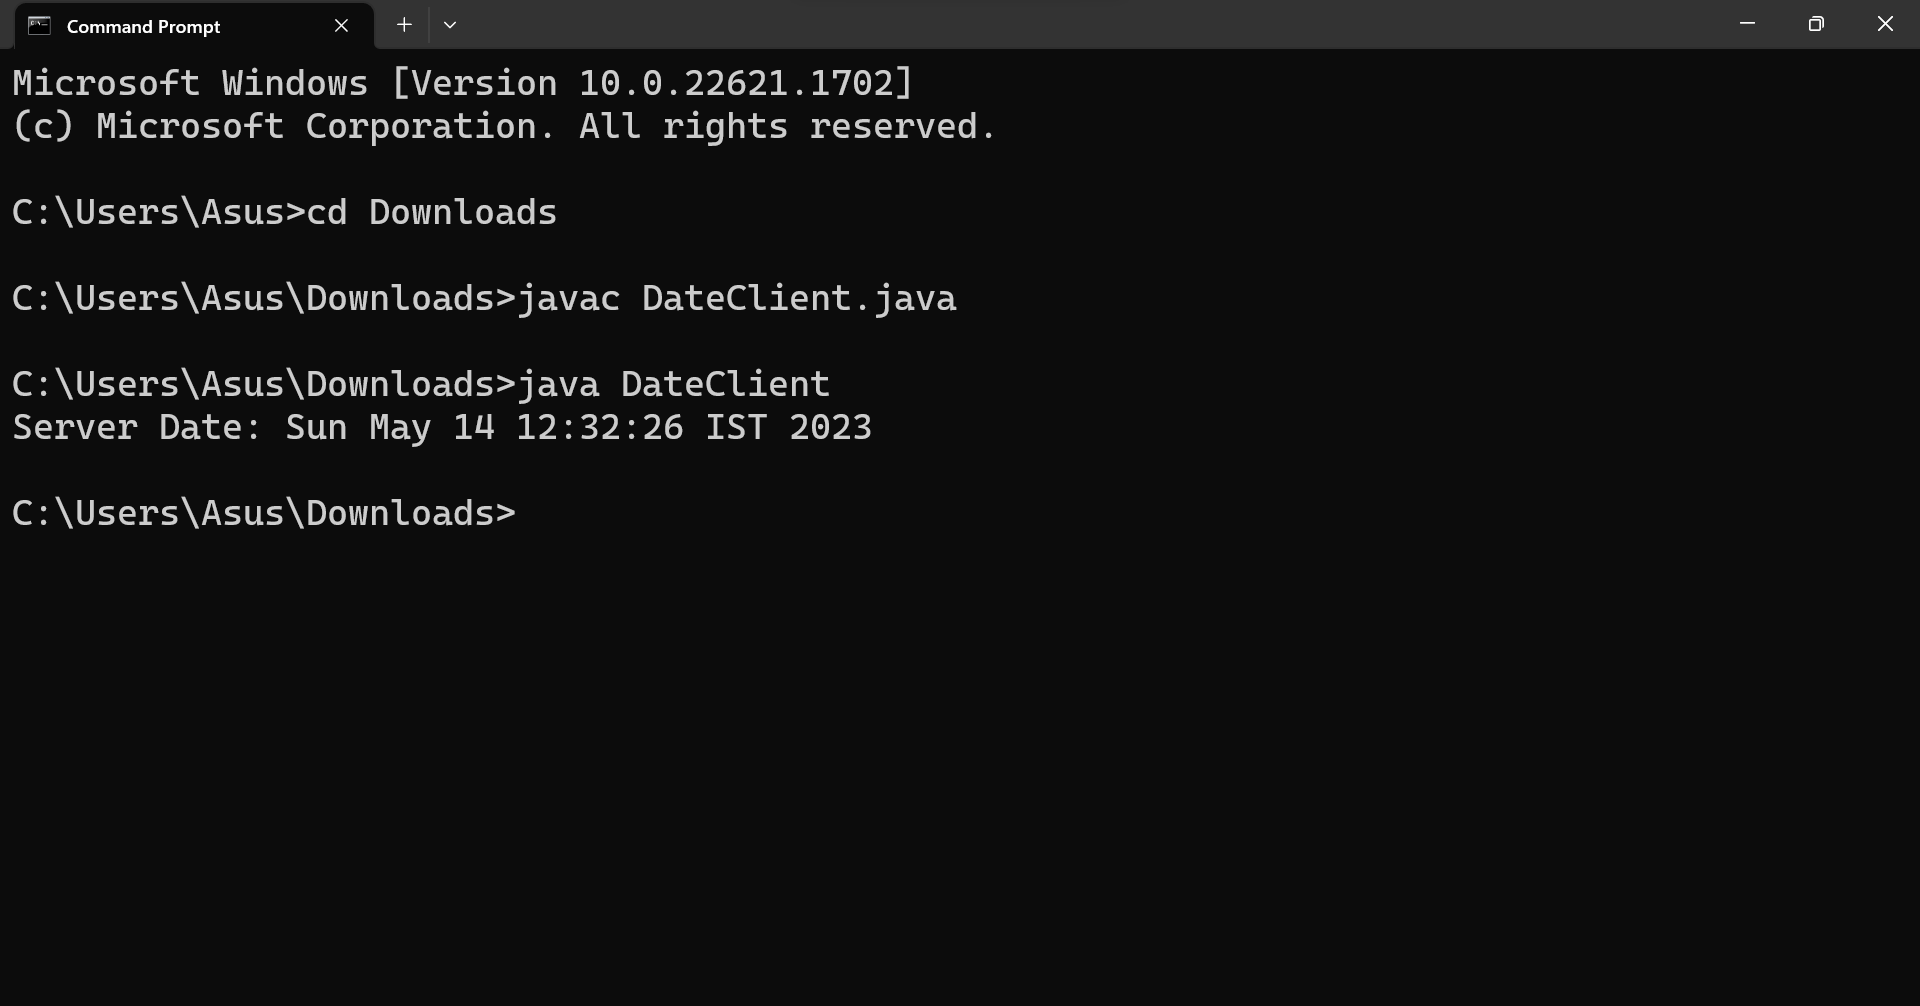 Command Prompt
Microsoft Windows [Version 10.0.22621.1702]
(c) Microsoft Corporation. All rights reserved.
C:\Users\Asus>cd Downloads
C:\Users\Asus\Downloads>javac DateClient.java
C:\Users\Asus\Downloads>java DateClient
Server Date: Sun May 14 12:32:26 IST 2023
C:\Users\Asus\Downloads>